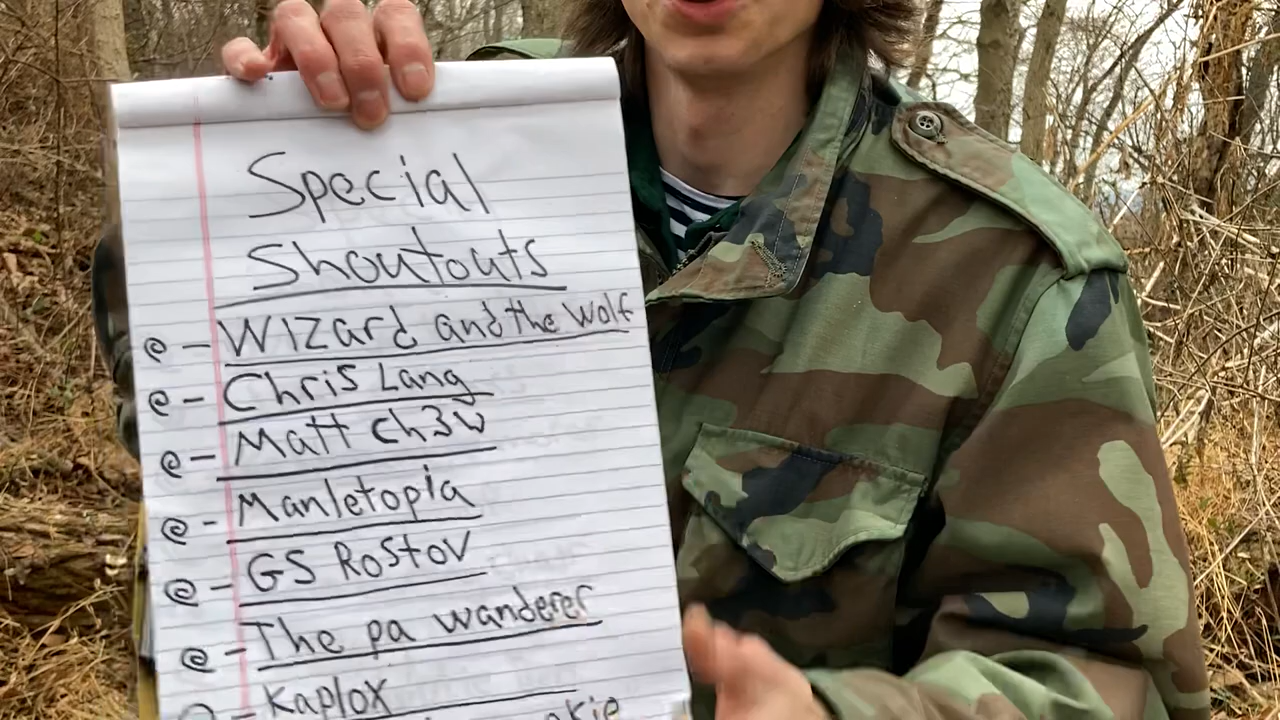 Special
Shoutouts
@ - Wizard and the Wolf
@ - Chris Lang
@ - Matt Ch3w
@ - Manletopia
@ - GS Rostov
@ - The pa wanderer
@ - Kaplox